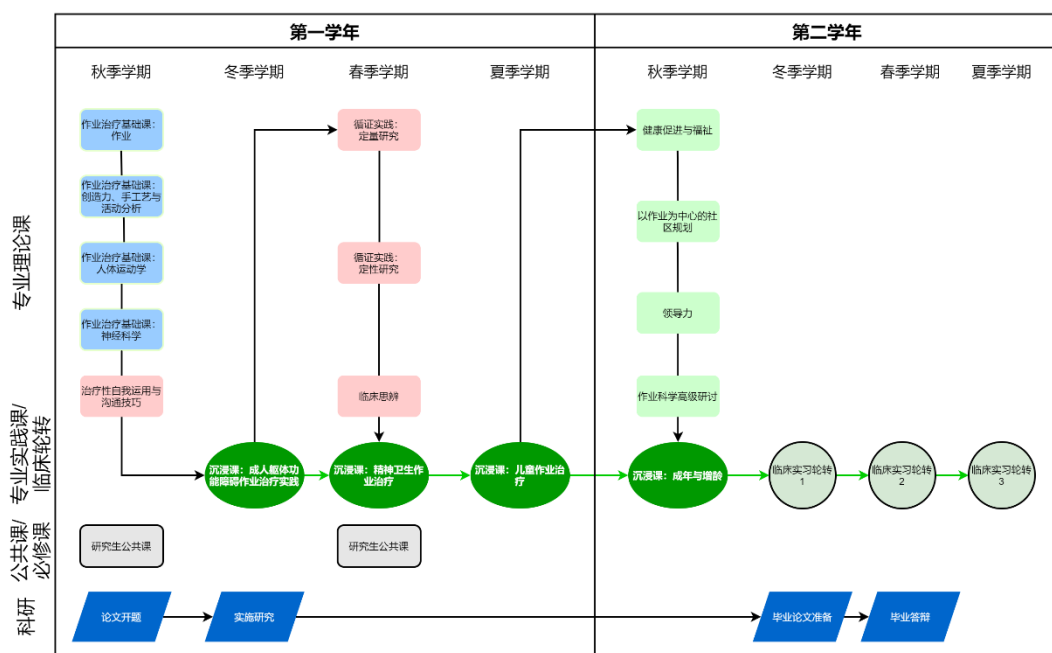 第一学年
第二学年
秋季学期
冬季学期
春季学期
夏季学期
秋季学期
冬季学期
春季学期
夏季学期
专业理论课
作业治疗基础课：
作业
作业治疗基础课：
创造力、手工艺与
活动分析
作业治疗基础课：
人体运动学
作业治疗基础课：
神经科学
治疗性自我运用与
沟通技巧
循证实践：
定量研究
循证实践：
定性研究
临床思辨
健康促进与福祉
以作业为中心的社
区规划
领导力
作业科学高级研讨
专业实践课/
临床轮转
沉浸课：成人躯体功
能障碍作业治疗实践
沉浸课：精神卫生作
业治疗
沉浸课：儿童作业治
疗
沉浸课：成年与增龄
临床实习轮转
1
临床实习轮转
2
临床实习轮转
3
公共课/
必修课
研究生公共课
研究生公共课
科研
论文开题
实施研究
毕业论文准备
毕业答辩